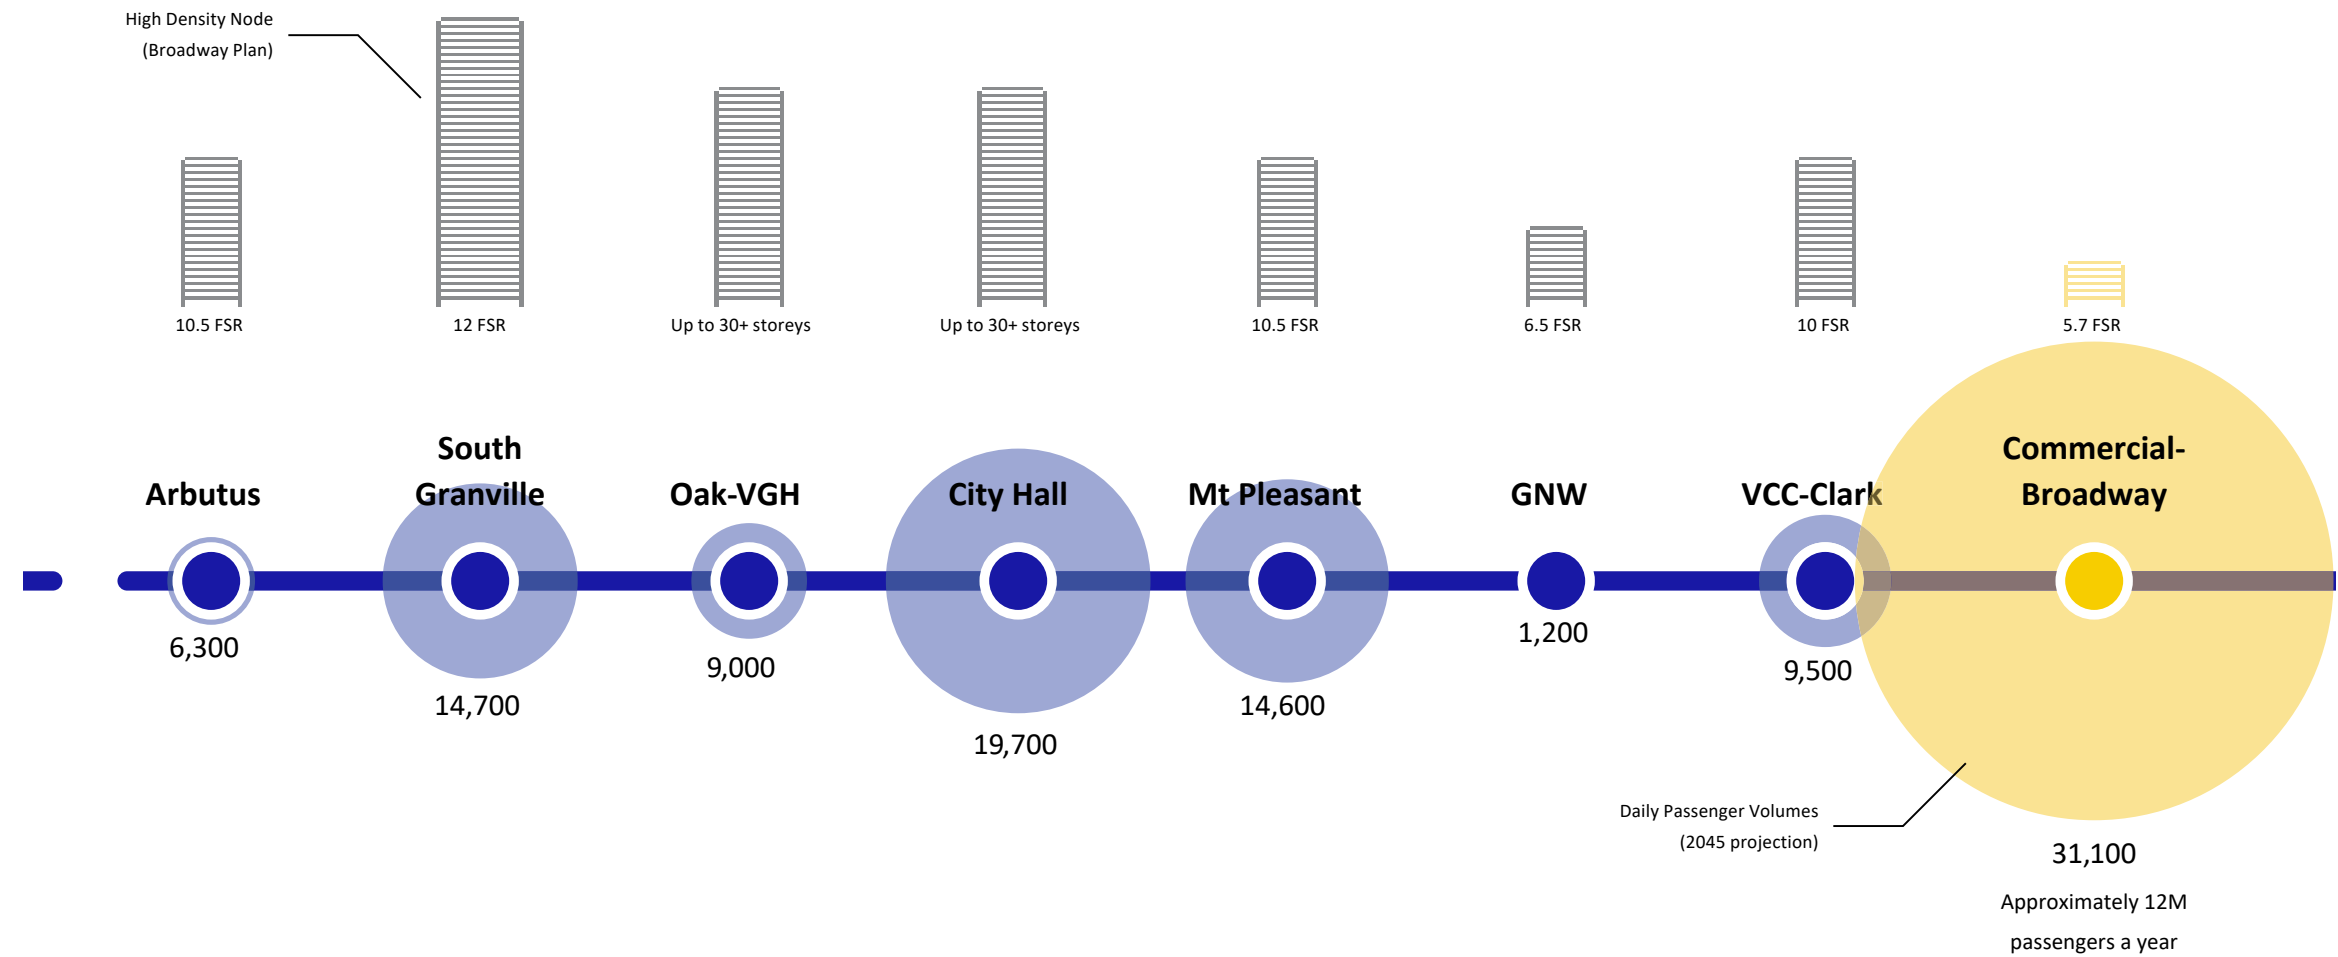 High Density Node
(Broadway Plan)
10.5 FSR
12 FSR
Up to 30+ storeys
Up to 30+ storeys
10.5 FSR
6.5 FSR
10 FSR
5.7 FSR
Arbutus
South
Granville
Oak-VGH
City Hall
Mt Pleasant
GNW
VCC-Clark
Commercial-
Broadway
6,300
14,700
9,000
19,700
14,600
1,200
9,500
Daily Passenger Volumes
(2045 projection)
31,100
Approximately 12M
passengers a year